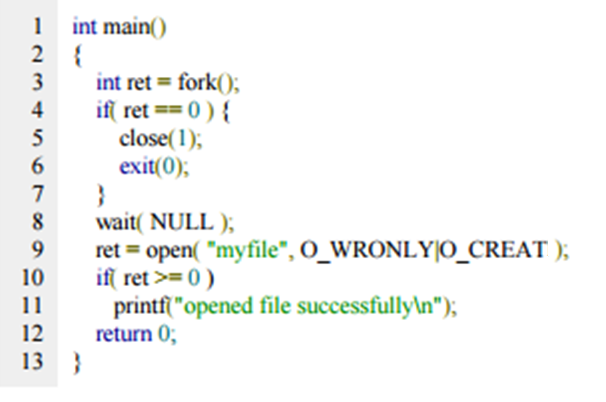 1 int main()
2 {
3 int ret = fork();
4 if( ret == 0 ) {
5 close(1);
6 exit(0);
7 }
8 wait( NULL );
9 ret = open( "myfile", O_WRONLY|O_CREAT );
10 if( ret >= 0 )
11 printf("opened file successfully\n");
12 return 0;
13 }